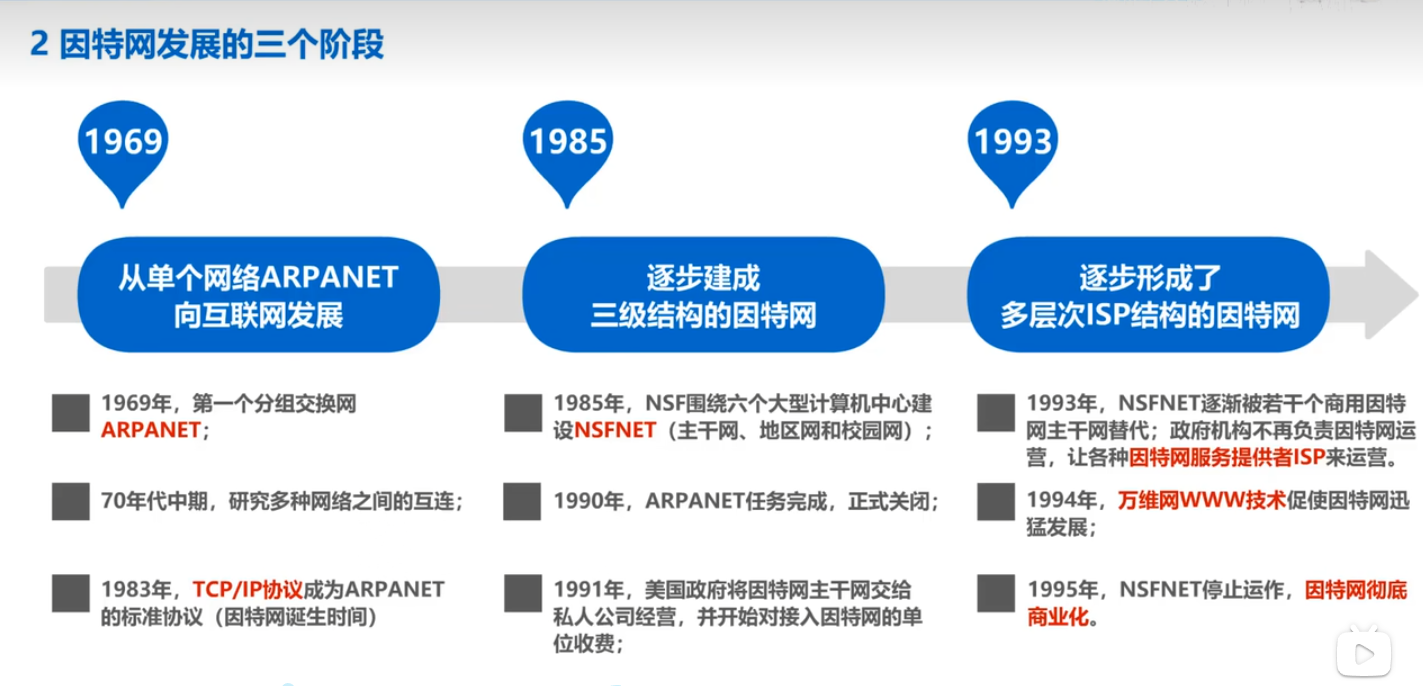 2 因特网发展的三个阶段
1969
1985
1993
从单个网络ARPANET
向互联网发展
逐步建成
三级结构的因特网
逐步形成了
多层次ISP结构的因特网
1969年，第一个分组交换网
ARPANET；
70年代中期，研究多种网络之间的互连；
1983年，TCP/IP协议成为ARPANET
的标准协议（因特网诞生时间）
1985年，NSF围绕六个大型计算机中心建
设NSFNET（主干网、地区网和校园网）；
1990年，ARPANET任务完成，正式关闭；
1991年，美国政府将因特网主干网交给
私人公司经营，并开始对接入因特网的单
位收费；
1993年，NSFNET逐渐被若干个商用因特
网主干网替代；政府机构不再负责因特网运
营，让各种因特网服务提供者ISP来运营。
1994年，万维网WWW技术促使因特网迅
猛发展；
1995年，NSFNET停止运作，因特网彻底
商业化。